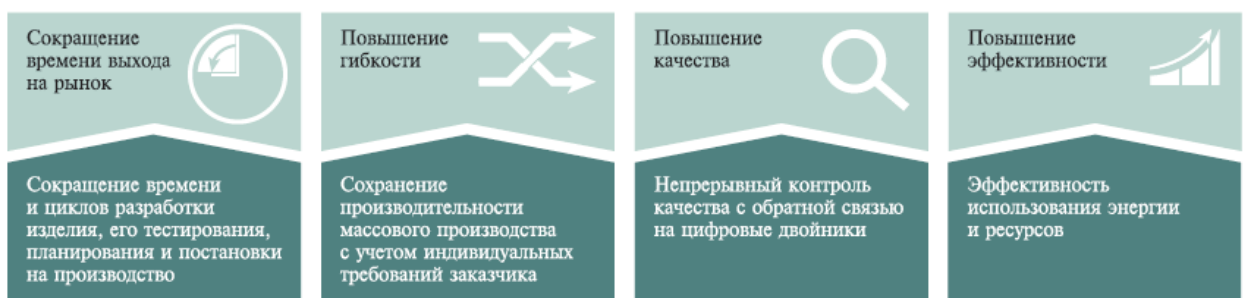 Сокращение
времени выхода
на рынок
Сокращение времени
и циклов разработки
изделия, его тестирования,
планирования и постановки
на производство
Повышение
гибкости
Сохранение
производительности
массового производства
с учетом индивидуальных
требований заказчика
Повышение
качества
Непрерывный контроль
качества с обратной связью
на цифровые двойники
Повышение
эффективности
Эффективность
использования энергии
и ресурсов